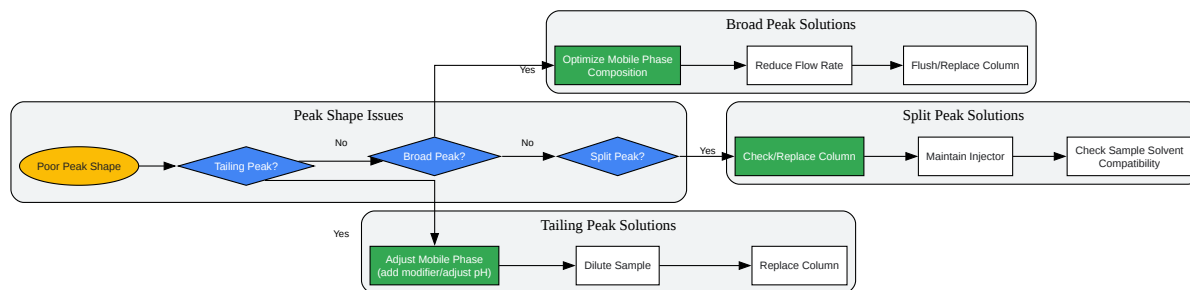 Broad Peak Solutions
Optimize Mobile Phase
Composition
Reduce Flow Rate
Flush/Replace Column
Yes
Peak Shape Issues
Poor Peak Shape
Tailing Peak?
No
Broad Peak?
No
Split Peak?
Yes
Split Peak Solutions
Check/Replace Column
Maintain Injector
Check Sample Solvent
Compatibility
Yes
Tailing Peak Solutions
Adjust Mobile Phase
(add modifier/adjust pH)
Dilute Sample
Replace Column